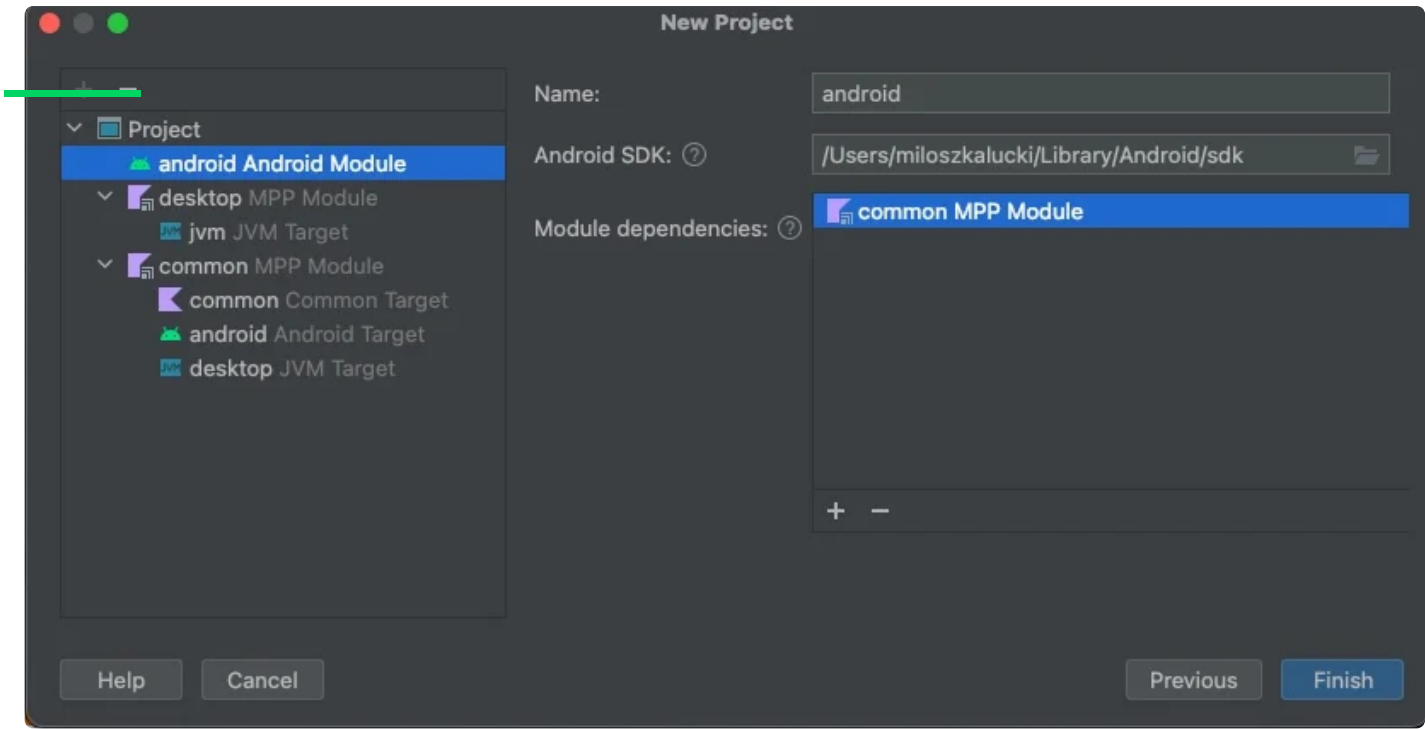 New Project
Project
android Android Module
desktop MPP Module
jvm JVM Target
common MPP Module
common Common Target
android Android Target
desktop JVM Target
Name:
android
Android SDK: ?
/Users/miloszkalucki/Library/Android/sdk
Module dependencies: ?
common MPP Module
+ −
Help
Cancel
Previous
Finish